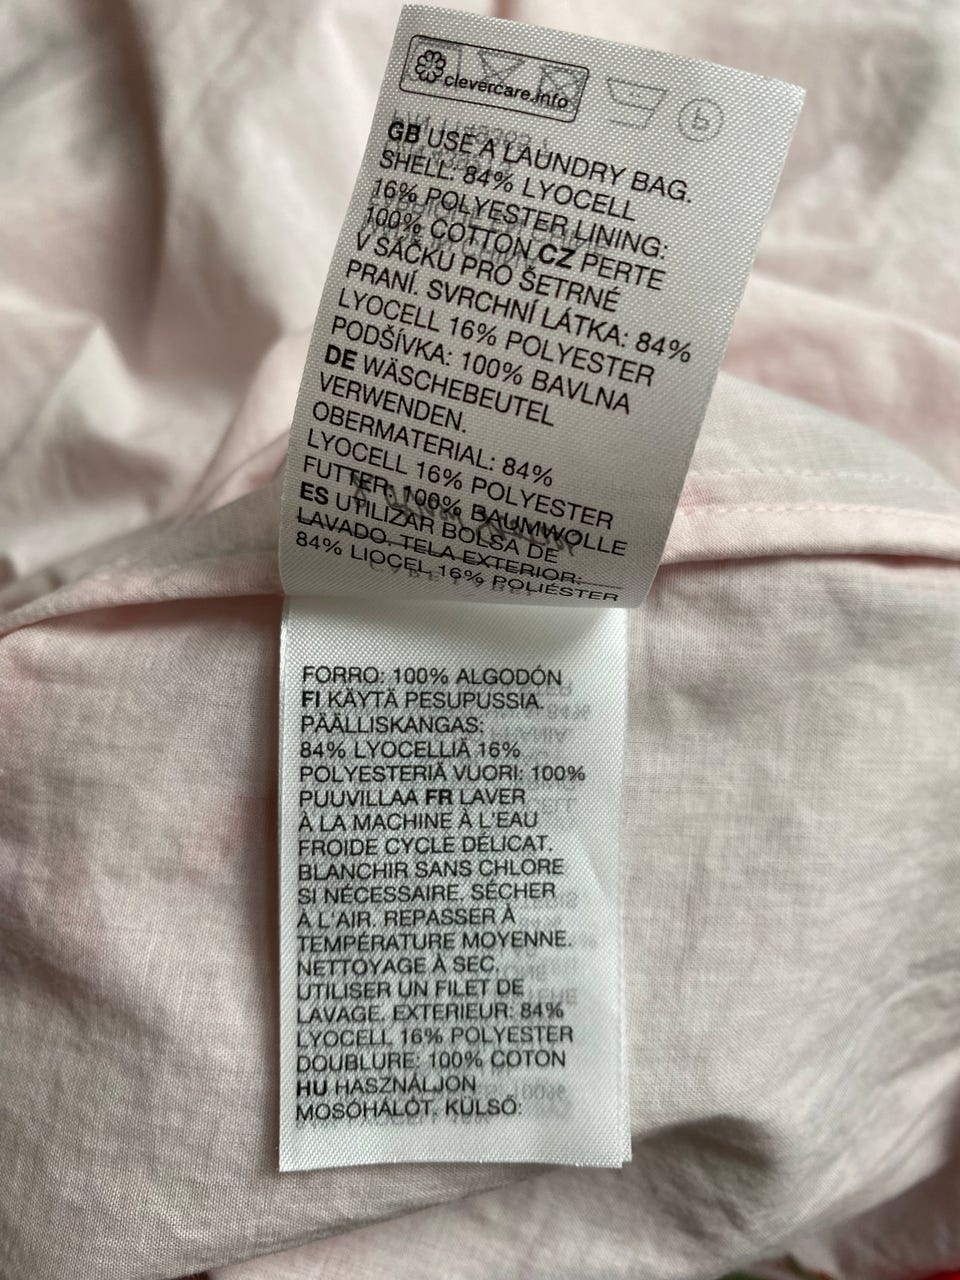 clevercare.info
GB USE A LAUNDRY BAG.
SHELL: 84% LYOCELL
16% POLYESTER LINING:
100% COTTON CZ PERTE
V SÁČKU PRO ŠETRNÉ
PRANÍ. SVRCHNÍ LÁTKA: 84%
LYOCELL 16% POLYESTER
PODŠÍVKA: 100% BAVLNA
DE WÄSCHEBEUTEL
VERWENDEN.
OBERMATERIAL: 84%
LYOCELL 16% POLYESTER
FUTTER: 100% BAUMWOLLE
ES UTILIZAR BOLSA DE
LAVADO. TELA EXTERIOR:
84% LIOCEL 16% POLIÉSTER
FORRO: 100% ALGODÓN
FI KÄYTÄ PESUPUSSIA.
PÄÄLLISKANGAS:
84% LYOCELLIÄ 16%
POLYESTERIÄ VUORI: 100%
PUUVILLAA FR LAVER
À LA MACHINE À L'EAU
FROIDE CYCLE DÉLICAT.
BLANCHIR SANS CHLORE
SI NÉCESSAIRE. SÉCHER
À L'AIR. REPASSER À
TEMPÉRATURE MOYENNE.
NETTOYAGE À SEC.
UTILISER UN FILET DE
LAVAGE. EXTERIEUR: 84%
LYOCELL 16% POLYESTER
DOUBLURE: 100% COTON
HU HASZNÁLJON
MOSÓHÁLÓT. KÜLSŐ: